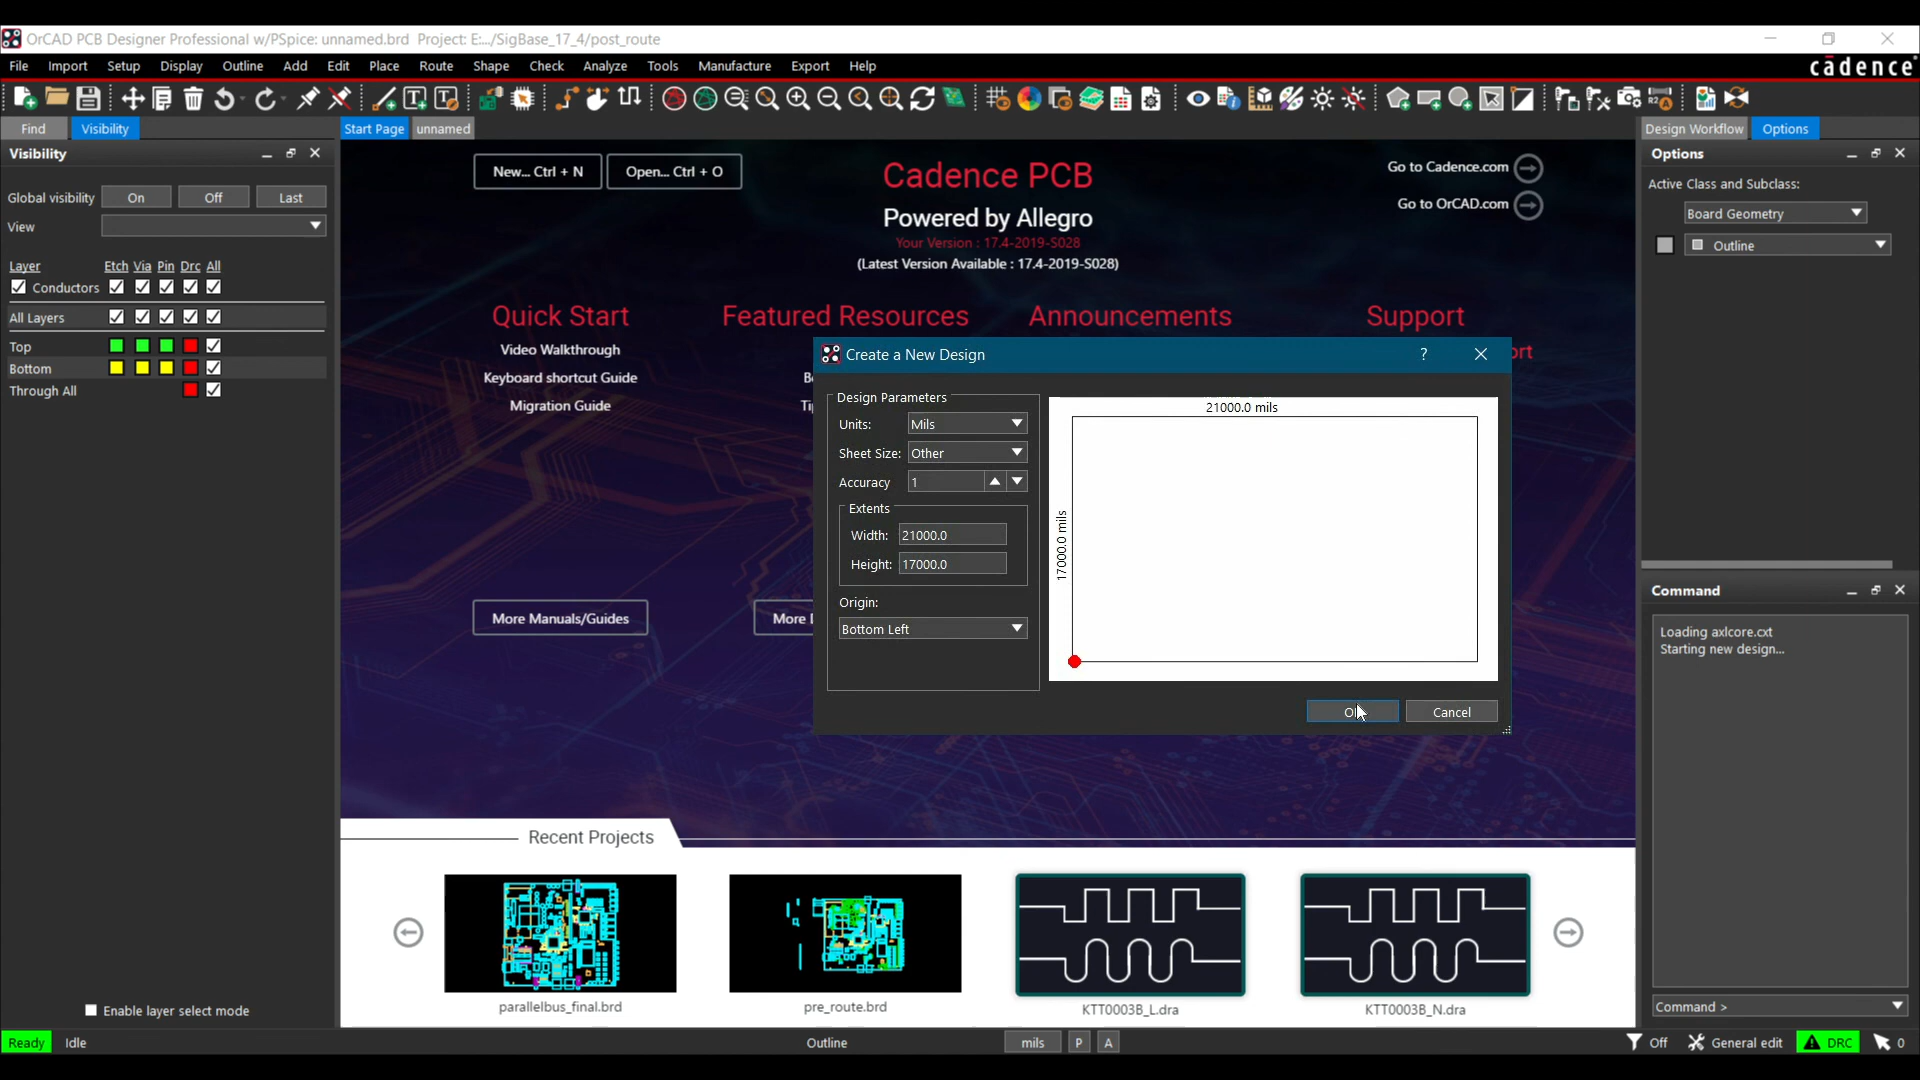 OrCAD PCB Designer Professional w/PSpice: unnamed.brd Project: E:.../SigBase_17_4/post_route
File Import Setup Display Outline Add Edit Place Route Shape Check Analyze Tools Manufacture Export Help
cādence
Find Visibility
Start Page unnamed
Design Workflow Options
Visibility
Global visibility On Off Last
View
Layer Etch Via Pin Drc All
Conductors
All Layers
Top
Bottom
Through All
Enable layer select mode
New... Ctrl + N Open... Ctrl + O
Cadence PCB
Powered by Allegro
Your Version : 17.4-2019-S028
(Latest Version Available : 17.4-2019-S028)
Go to Cadence.com
Go to OrCAD.com
Quick Start Featured Resources Announcements Support
Video Walkthrough
Keyboard shortcut Guide
Migration Guide
More Manuals/Guides
More
Create a New Design ?
Design Parameters
Units: Mils
Sheet Size: Other
Accuracy 1
Extents
Width: 21000.0
Height: 17000.0
Origin:
Bottom Left
21000.0 mils
17000.0 mils
Cancel
Recent Projects
parallelbus_final.brd pre_route.brd KTT0003B_L.dra KTT0003B_N.dra
Options
Active Class and Subclass:
Board Geometry
Outline
Command
Loading axlcore.cxt
Starting new design...
Command >
Ready Idle Outline mils P A Off General edit DRC 0